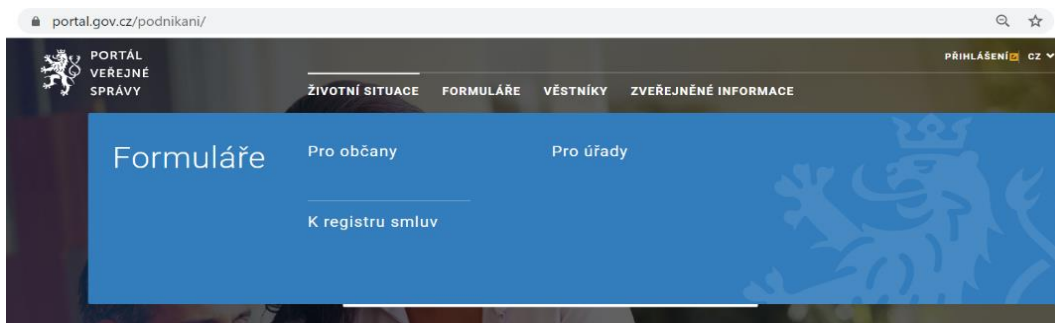 portal.gov.cz/podnikani/
PORTÁL
VEŘEJNÉ
SPRÁVY
PŘIHLÁŠENÍ CZ
ŽIVOTNÍ SITUACE FORMULÁŘE VĚSTNÍKY ZVEŘEJNĚNÉ INFORMACE
Formuláře
Pro občany Pro úřady
K registru smluv